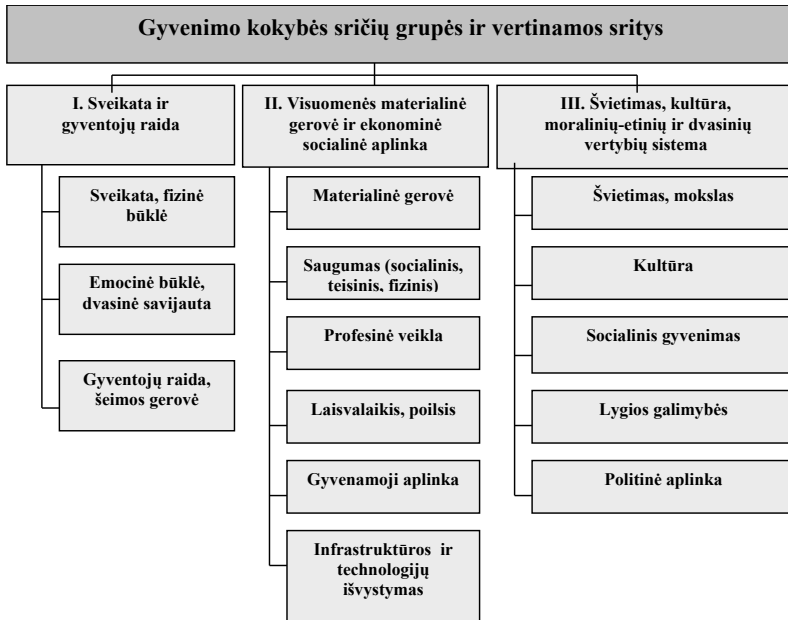 Gyvenimo kokybės sričių grupės ir vertinamos sritys
I. Sveikata ir
gyventojų raida
Sveikata, fizinė
būklė
Emocinė būklė,
dvasinė savijauta
Gyventojų raida,
šeimos gerovė
II. Visuomenės materialinė
gerovė ir ekonominė
socialinė aplinka
Materialinė gerovė
Saugumas (socialinis,
teisinis, fizinis)
Profesinė veikla
Laisvalaikis, poilsis
Gyvenamoji aplinka
Infrastruktūros ir
technologijų
išvystymas
III. Švietimas, kultūra,
moralinių-etinių ir dvasinių
vertybių sistema
Švietimas, mokslas
Kultūra
Socialinis gyvenimas
Lygios galimybės
Politinė aplinka